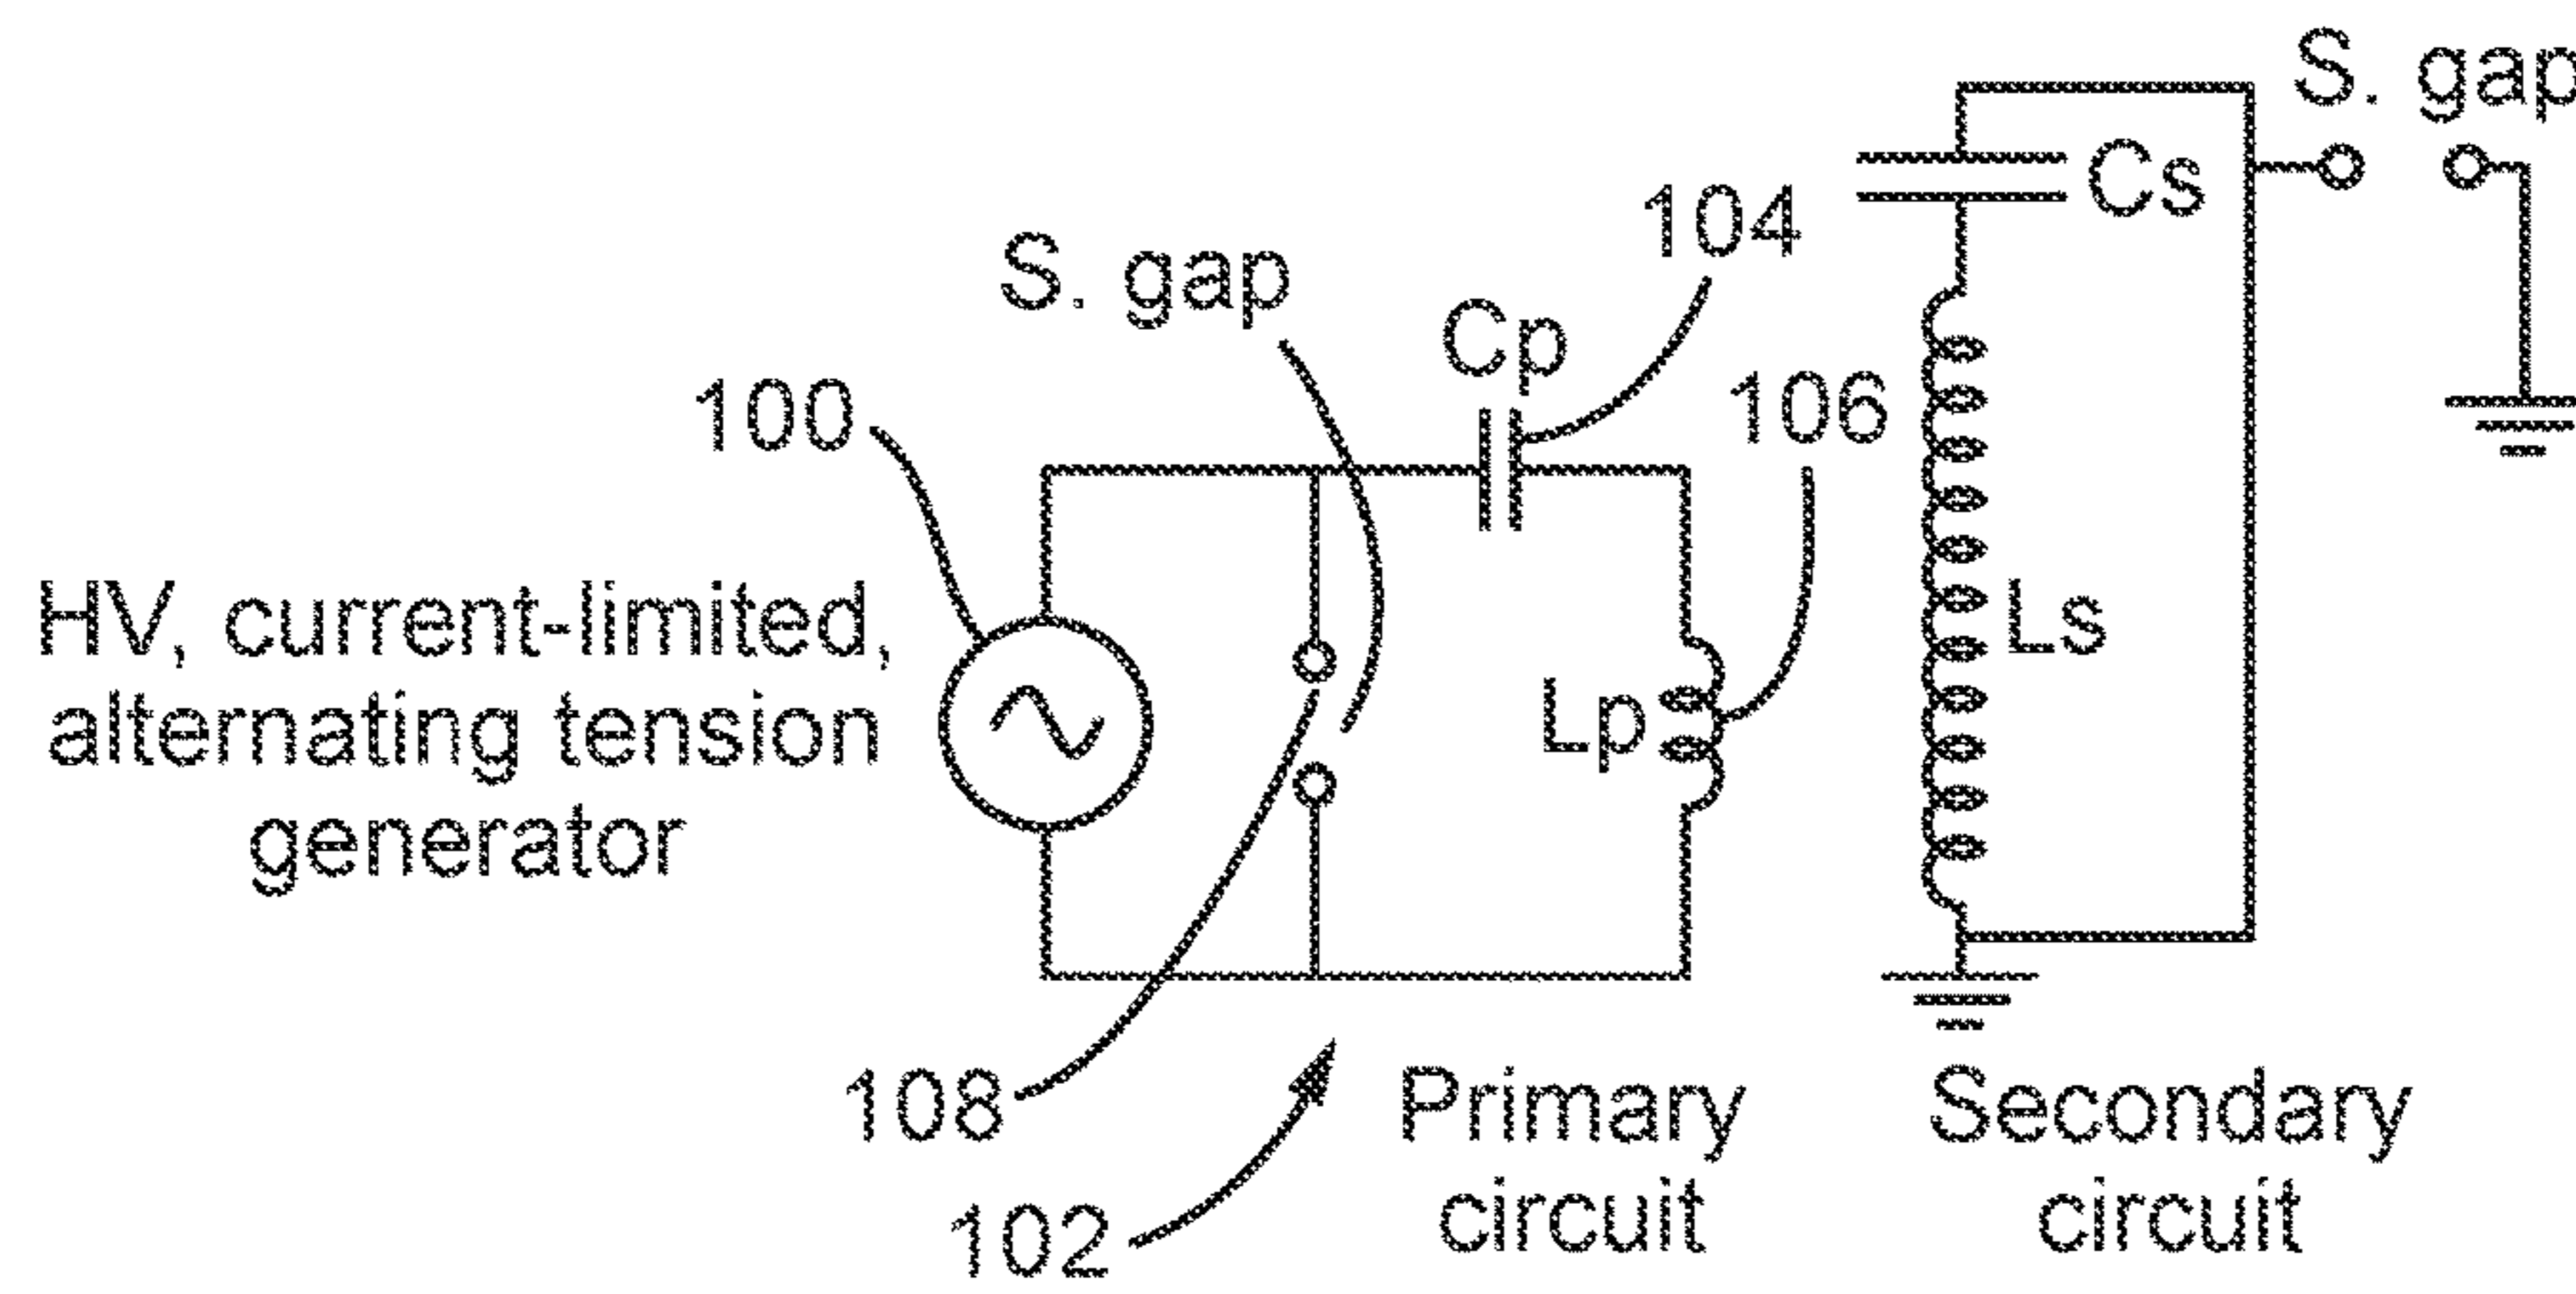 S. gap
Cs
104
S. gap
Cp
106
100
HV, current-limited,
alternating tension
generator
Ls
Lp
108
Primary
circuit
Secondary
circuit
102